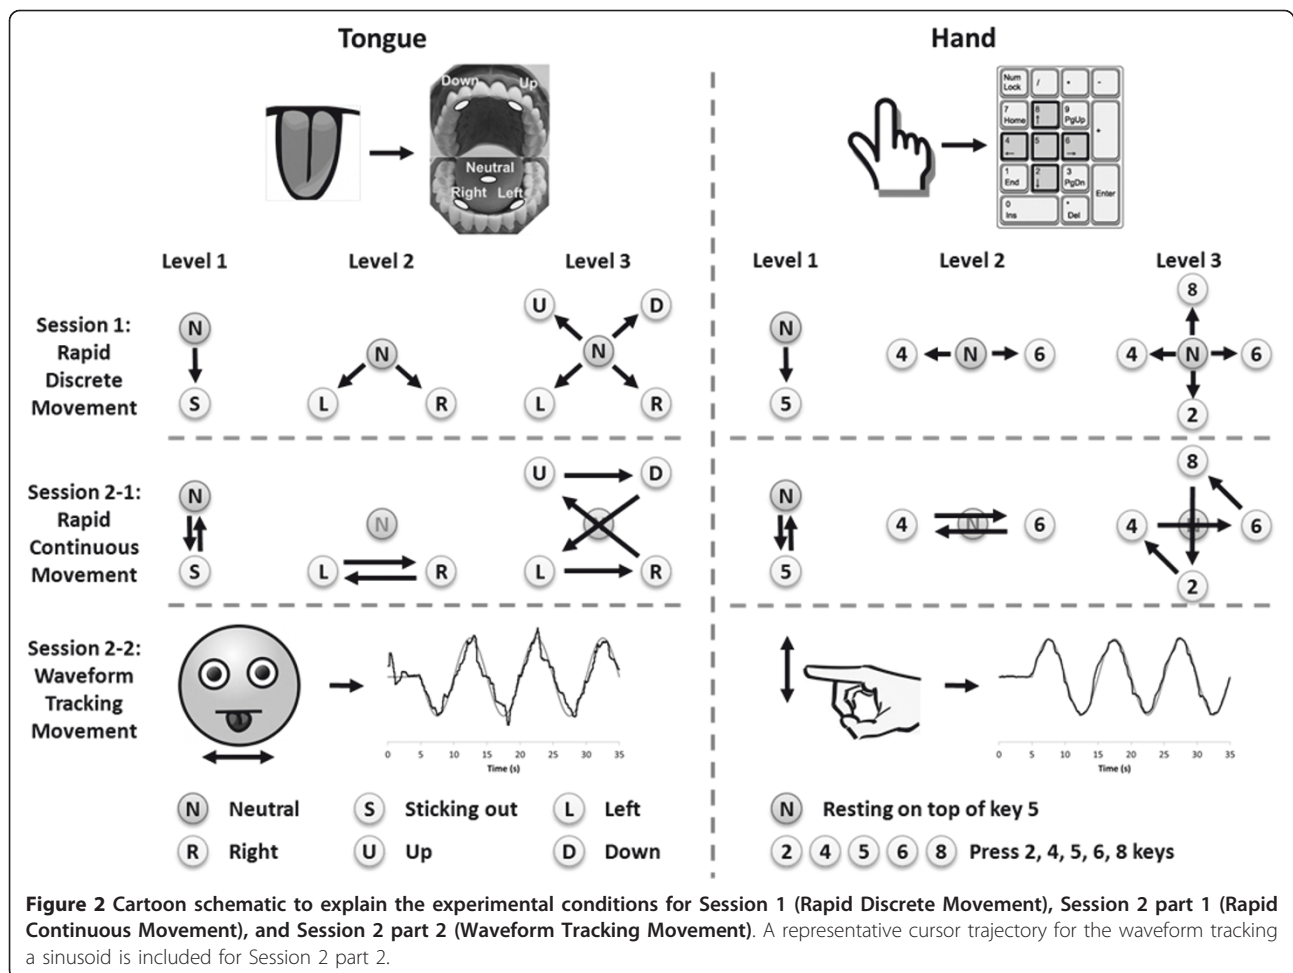 Tongue
Hand
Down Up
Neutral
Right Left
Num Lock / * -
7 Home 8 ↑ 9 PgUp +
4 ← 5 6 →
1 End 2 ↓ 3 PgDn Enter
0 Ins . Del
Level 1 Level 2 Level 3
Level 1 Level 2 Level 3
Session 1:
Rapid
Discrete
Movement
N S
N L R
U D N L R
N 5
4 N 6
8 4 N 6 2
Session 2-1:
Rapid
Continuous
Movement
N S
N L R
U D L R
N 5
4 N 6
8 4 N 6 2
Session 2-2:
Waveform
Tracking
Movement
0 5 10 15 20 25 30 35
Time (s)
0 5 10 15 20 25 30 35
Time (s)
N Neutral S Sticking out L Left
R Right U Up D Down
N Resting on top of key 5
2 4 5 6 8 Press 2, 4, 5, 6, 8 keys
Figure 2 Cartoon schematic to explain the experimental conditions for Session 1 (Rapid Discrete Movement), Session 2 part 1 (Rapid
Continuous Movement), and Session 2 part 2 (Waveform Tracking Movement). A representative cursor trajectory for the waveform tracking
a sinusoid is included for Session 2 part 2.